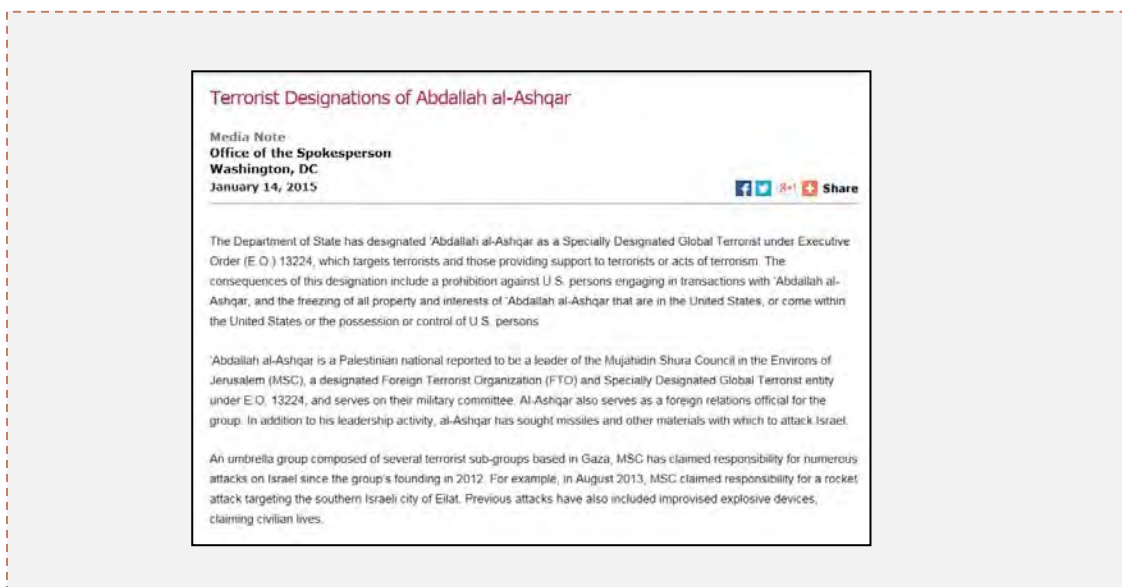 Terrorist Designations of Abdallah al-Ashqar
Media Note
Office of the Spokesperson
Washington, DC
January 14, 2015
Share
The Department of State has designated 'Abdallah al-Ashqar as a Specially Designated Global Terrorist under Executive
Order (E.O.) 13224, which targets terrorists and those providing support to terrorists or acts of terrorism. The
consequences of this designation include a prohibition against U.S. persons engaging in transactions with 'Abdallah al-
Ashqar, and the freezing of all property and interests of 'Abdallah al-Ashqar that are in the United States, or come within
the United States or the possession or control of U.S. persons
'Abdallah al-Ashqar is a Palestinian national reported to be a leader of the Mujahidin Shura Council in the Environs of
Jerusalem (MSC), a designated Foreign Terrorist Organization (FTO) and Specially Designated Global Terrorist entity
under E.O. 13224, and serves on their military committee. Al-Ashqar also serves as a foreign relations official for the
group. In addition to his leadership activity, al-Ashqar has sought missiles and other materials with which to attack Israel.
An umbrella group composed of several terrorist sub-groups based in Gaza, MSC has claimed responsibility for numerous
attacks on Israel since the group's founding in 2012. For example, in August 2013, MSC claimed responsibility for a rocket
attack targeting the southern Israeli city of Eilat. Previous attacks have also included improvised explosive devices,
claiming civilian lives.